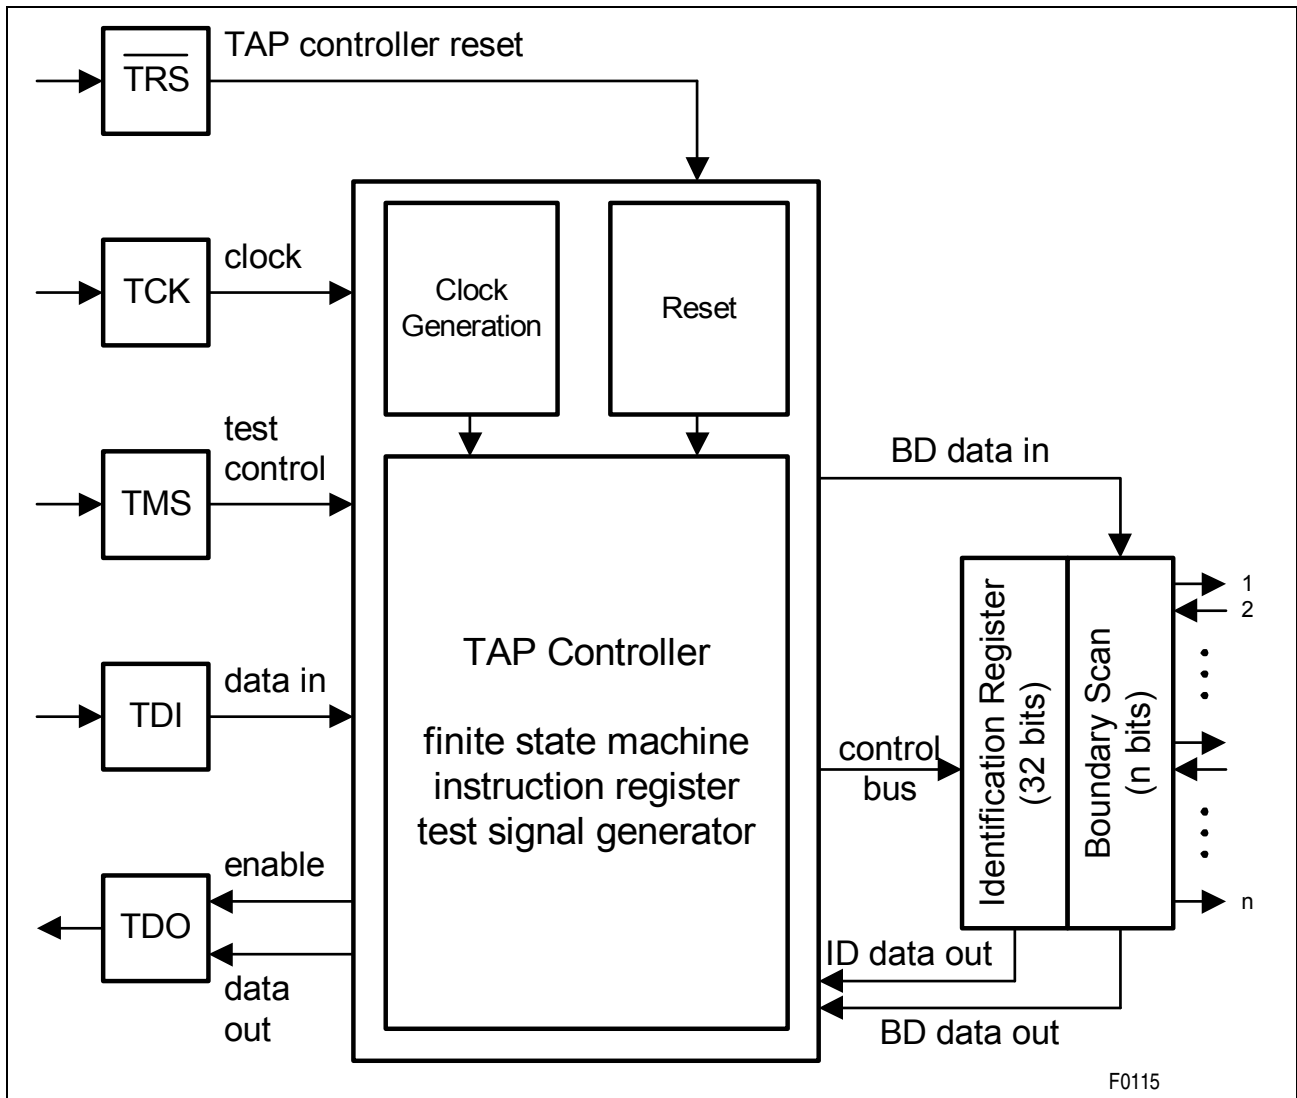 TAP controller reset
TRS
clock
TCK
Clock
Generation
Reset
test
control
TMS
BD data in
TAP Controller
finite state machine
instruction register
test signal generator
data in
TDI
control
bus
Identification Register
(32 bits)
Boundary Scan
(n bits)
1
2
n
enable
TDO
data
out
ID data out
BD data out
F0115